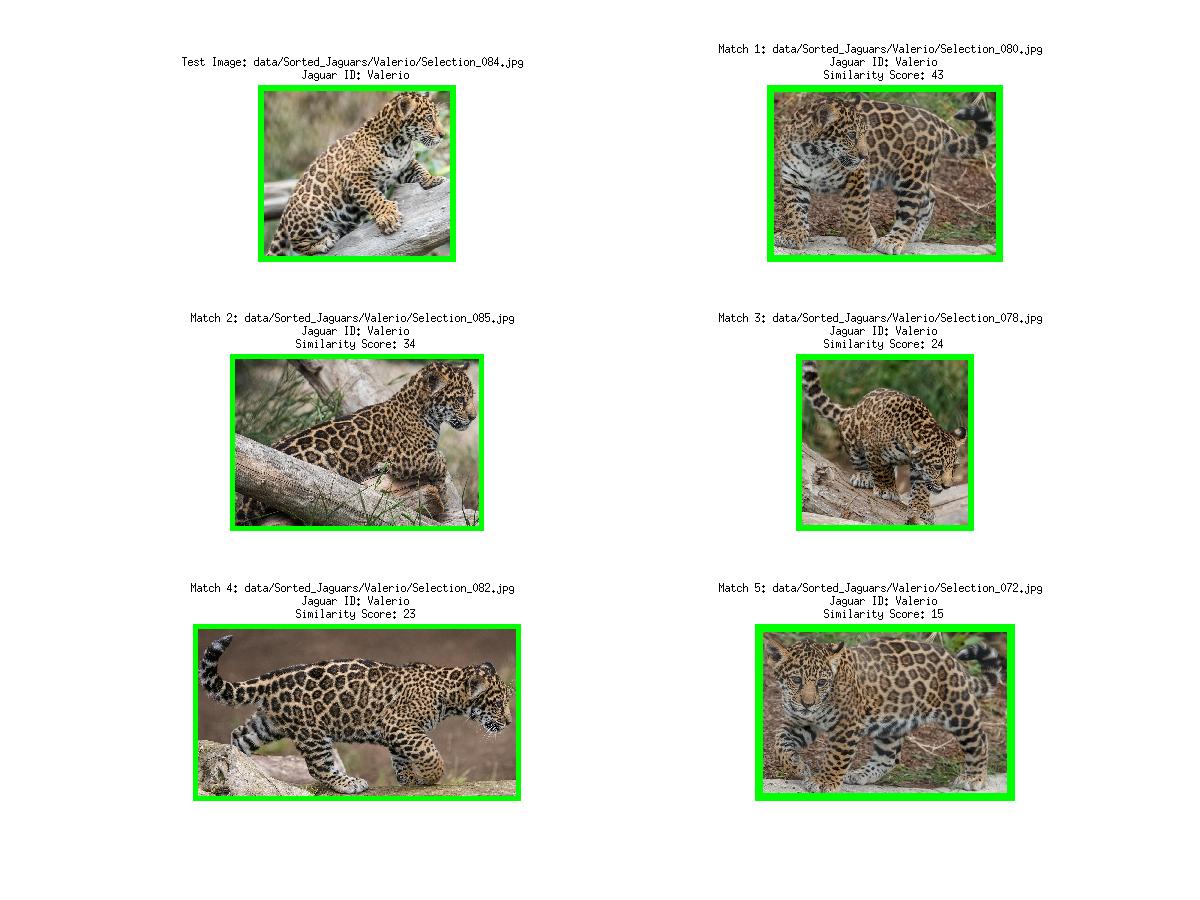 Test Image: data/Sorted_Jaguars/Valerio/Selection_084.jpg
Jaguar ID: Valerio
Match 1: data/Sorted_Jaguars/Valerio/Selection_080.jpg
Jaguar ID: Valerio
Similarity Score: 43
Match 2: data/Sorted_Jaguars/Valerio/Selection_085.jpg
Jaguar ID: Valerio
Similarity Score: 34
Match 3: data/Sorted_Jaguars/Valerio/Selection_078.jpg
Jaguar ID: Valerio
Similarity Score: 24
Match 4: data/Sorted_Jaguars/Valerio/Selection_082.jpg
Jaguar ID: Valerio
Similarity Score: 23
Match 5: data/Sorted_Jaguars/Valerio/Selection_072.jpg
Jaguar ID: Valerio
Similarity Score: 15